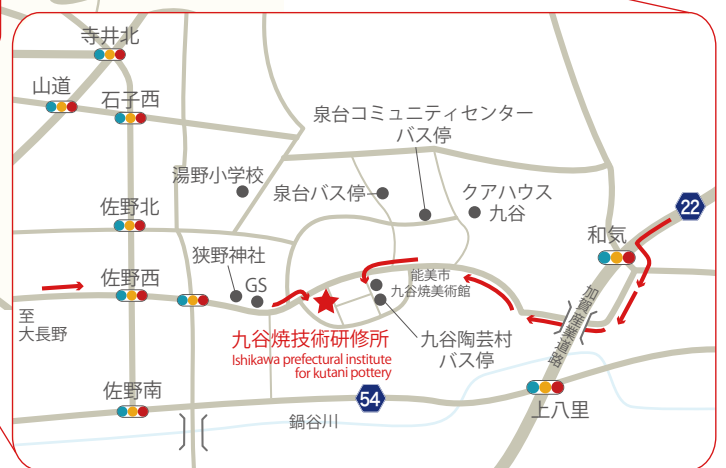 寺井北
山道
石子西
泉台コミュニティセンター
バス停
湯野小学校
泉台バス停
クアハウス
九谷
佐野北
22
和気
狭野神社
佐野西
GS
能美市
九谷焼美術館
加賀産業道路
至
大長野
九谷焼技術研修所
Ishikawa prefectural institute
for kutani pottery
九谷陶芸村
バス停
佐野南
54
上八里
鍋谷川